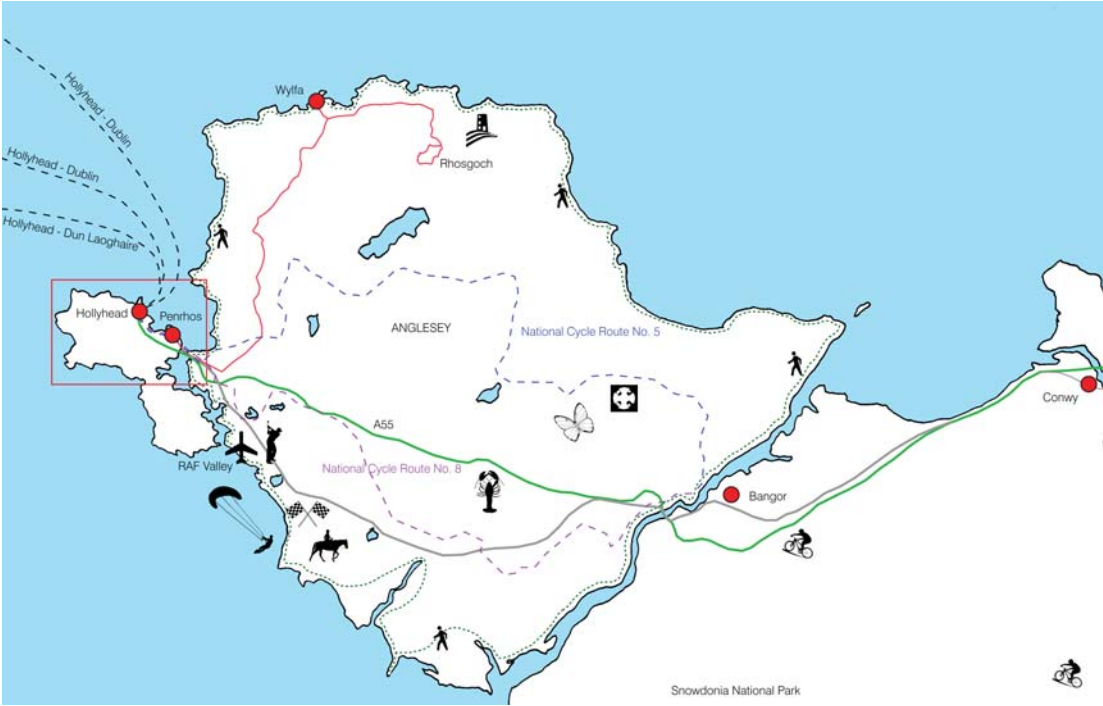 Wylfa
Hollyhead - Dublin
Rhosgoch
Hollyhead - Dublin
Hollyhead - Dun Laoghaire
Hollyhead
Penrhos
ANGLESEY
National Cycle Route No. 5
Conwy
A55
RAF Valley
National Cycle Route No. 8
Bangor
Snowdonia National Park